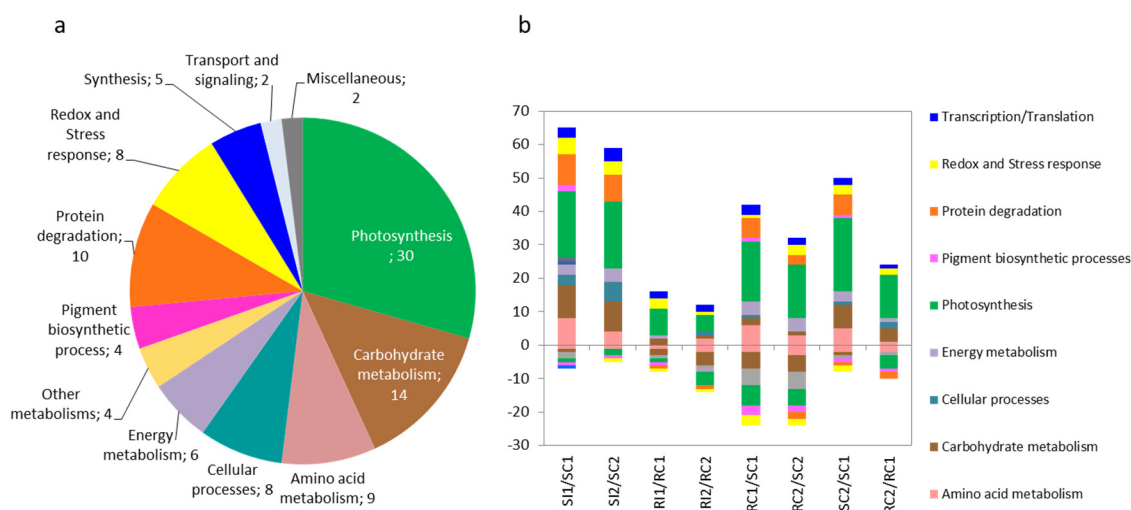 a
Synthesis; 5
Transport and
signaling; 2
Miscellaneous;
2
Redox and
Stress
response; 8
Protein
degradation;
10
Pigment
biosynthetic
process; 4
Other
metabolisms; 4
Energy
metabolism; 6
Cellular
processes; 8
Amino acid
metabolism; 9
Carbohydrate
metabolism;
14
Photosynthesis
; 30
b
70
60
50
40
30
20
10
0
-10
-20
-30
SI1/SC1
SI2/SC2
RI1/RC1
RI2/RC2
RC1/SC1
RC2/SC2
SC2/SC1
RC2/RC1
Transcription/Translation
Redox and Stress response
Protein degradation
Pigment biosynthetic processes
Photosynthesis
Energy metabolism
Cellular processes
Carbohydrate metabolism
Amino acid metabolism